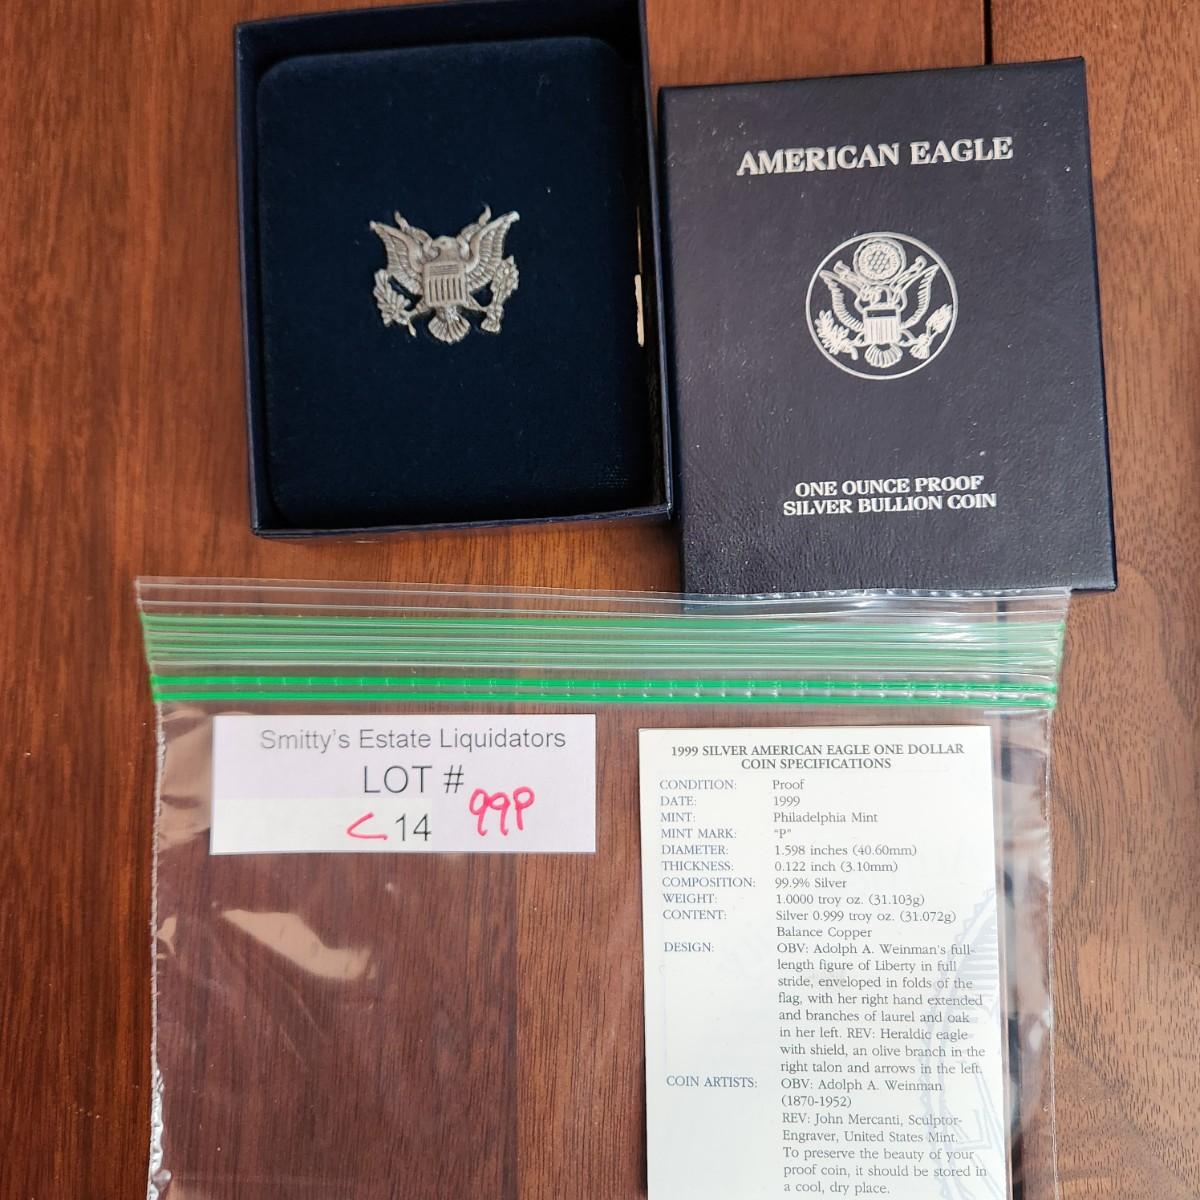 AMERICAN EAGLE
ONE OUNCE PROOF
SILVER BULLION COIN
Smitty's Estate Liquidators
LOT #
<14 99P
1999 SILVER AMERICAN EAGLE ONE DOLLAR
COIN SPECIFICATIONS
CONDITION: Proof
DATE: 1999
MINT: Philadelphia Mint
MINT MARK: "P"
DIAMETER: 1.598 inches (40.60mm)
THICKNESS: 0.122 inch (3.10mm)
COMPOSITION: 99.9% Silver
WEIGHT: 1.0000 troy oz. (31.103g)
CONTENT: Silver 0.999 troy oz. (31.072g)
Balance Copper
DESIGN: OBV: Adolph A. Weinman's full-
length figure of Liberty in full
stride, enveloped in folds of the
flag, with her right hand extended
and branches of laurel and oak
in her left. REV: Heraldic eagle
with shield, an olive branch in the
right talon and arrows in the left.
COIN ARTISTS: OBV: Adolph A. Weinman
(1870-1952)
REV: John Mercanti, Sculptor-
Engraver, United States Mint.
To preserve the beauty of your
proof coin, it should be stored in
a cool, dry place.